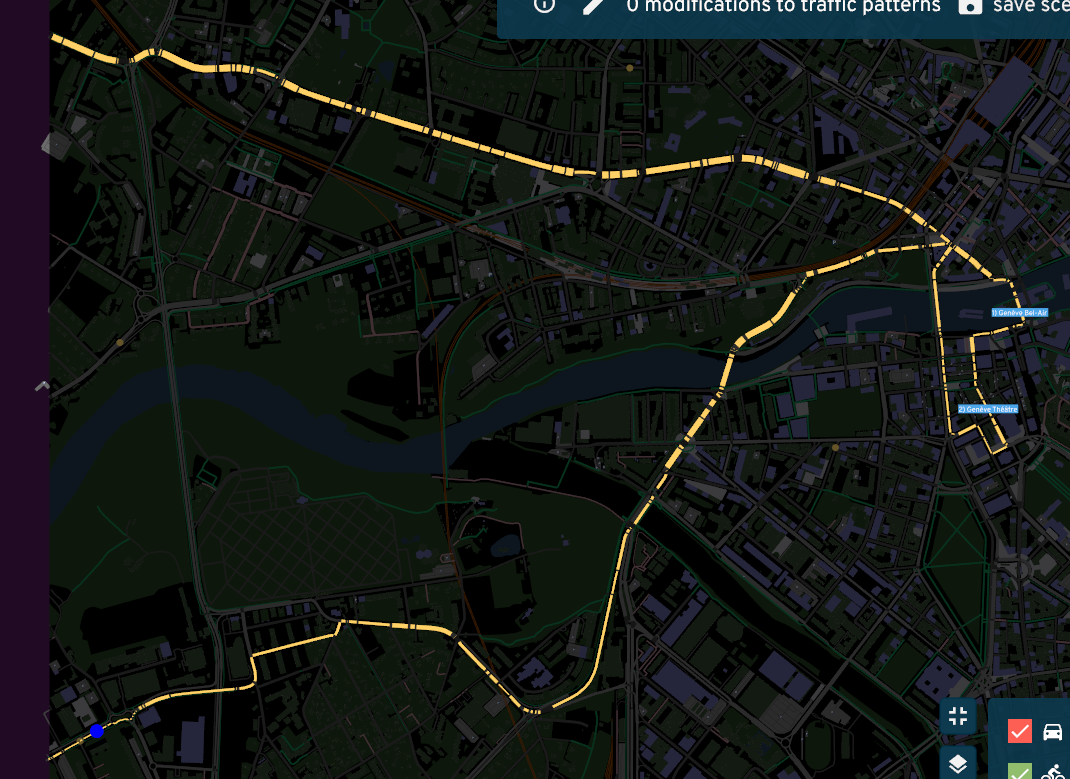 0 modifications to traffic patterns save sce
1) Genève Bel-Air
2) Genève Théâtre